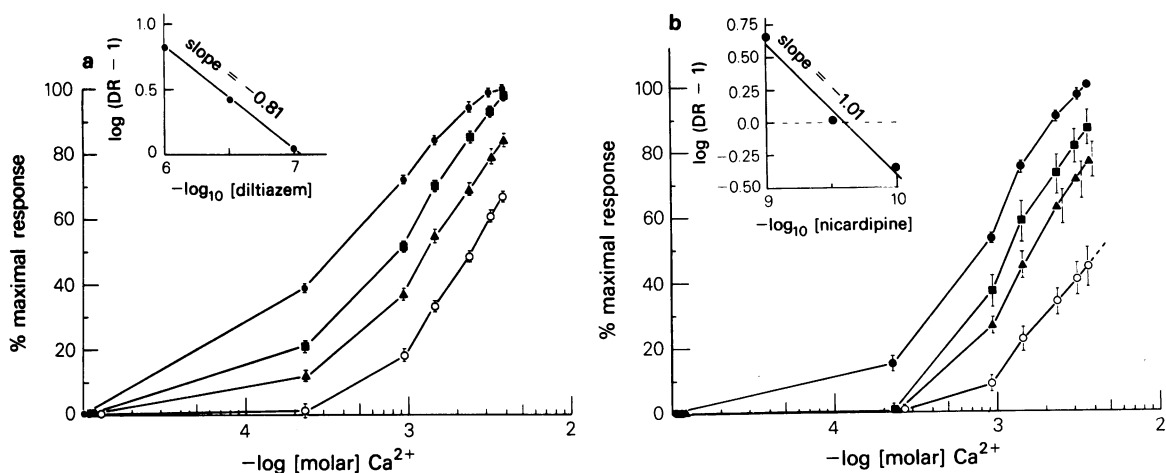 a
1.0
0.5
0
log (DR − 1)
slope = −0.81
6
7
−log10 [diltiazem]
100
80
60
40
20
0
% maximal response
4
3
2
−log [molar] Ca2+
b
0.75
0.50
0.25
0.0
−0.25
−0.50
log (DR − 1)
slope = −1.01
9
10
−log10 [nicardipine]
100
80
60
40
20
0
% maximal response
4
3
2
−log [molar] Ca2+